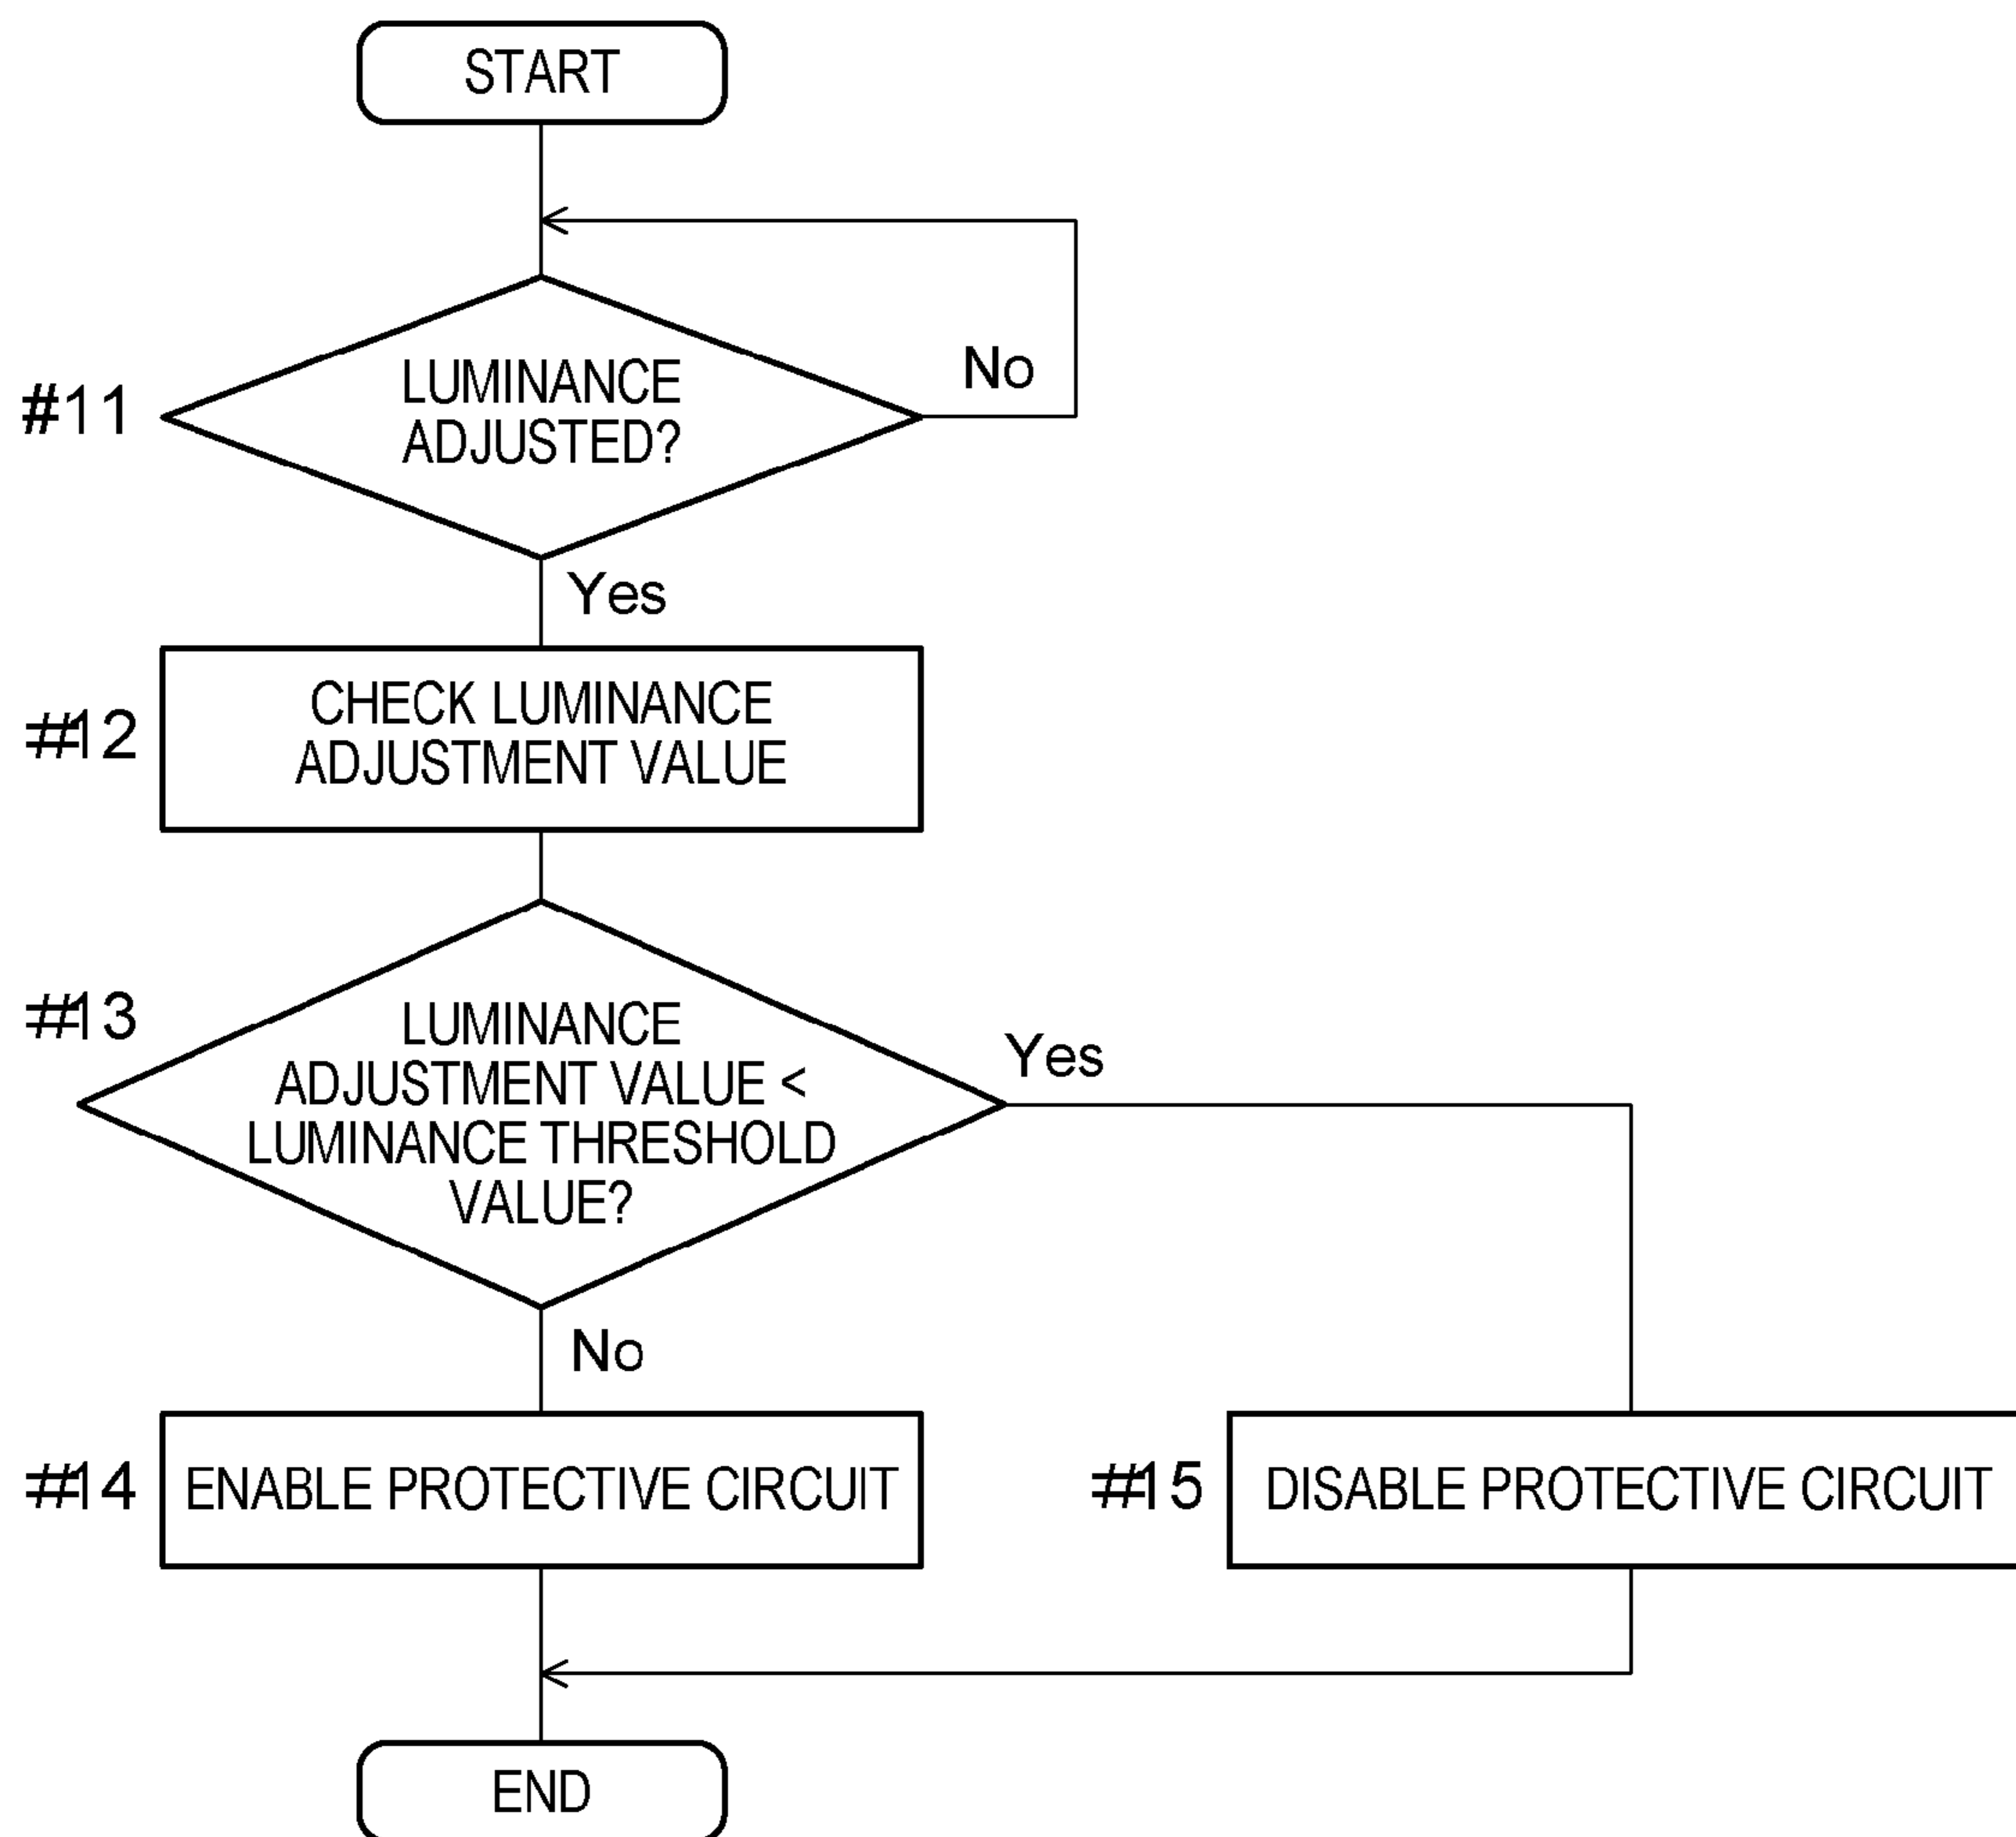 START
No
#11
LUMINANCE
ADJUSTED?
Yes
#12
CHECK LUMINANCE
ADJUSTMENT VALUE
#13
LUMINANCE
ADJUSTMENT VALUE <
LUMINANCE THRESHOLD
VALUE?
Yes
No
#14
ENABLE PROTECTIVE CIRCUIT
#15
DISABLE PROTECTIVE CIRCUIT
END